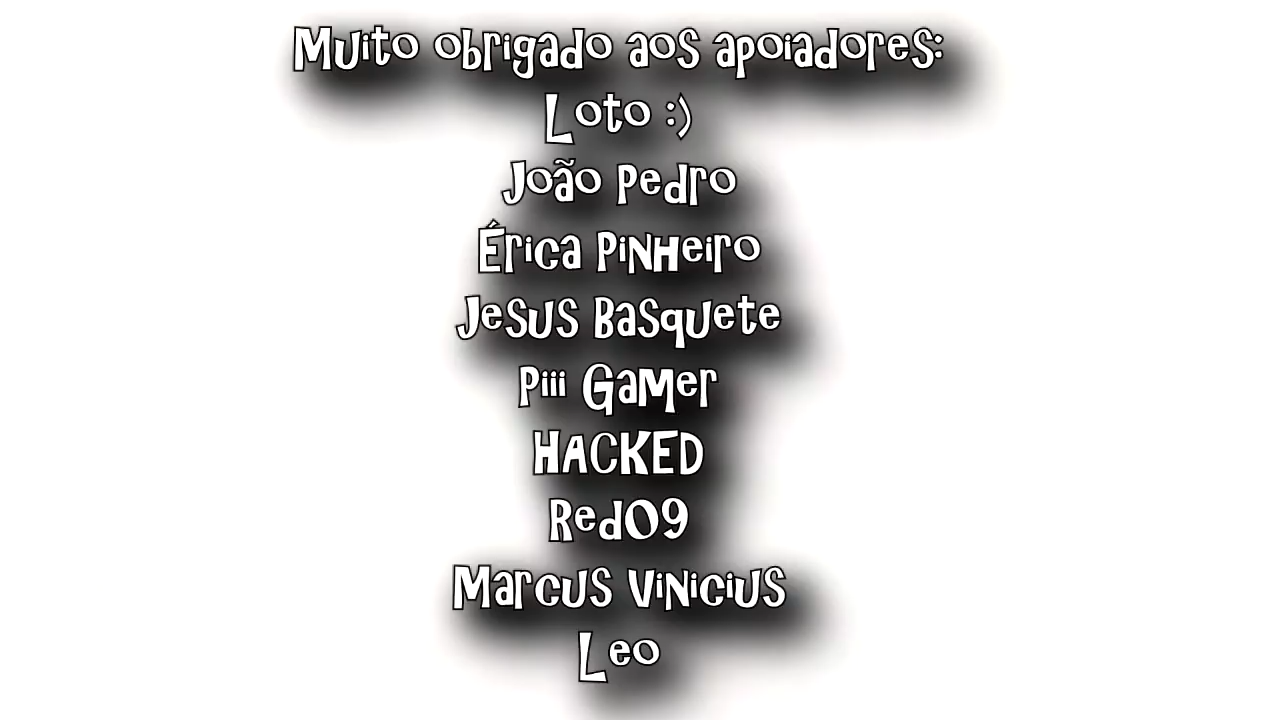 Muito obrigado aos apoiadores:
Loto :)
João Pedro
Érica Pinheiro
Jesus Basquete
Piii Gamer
HACKED
Red09
Marcus Vinicius
Leo